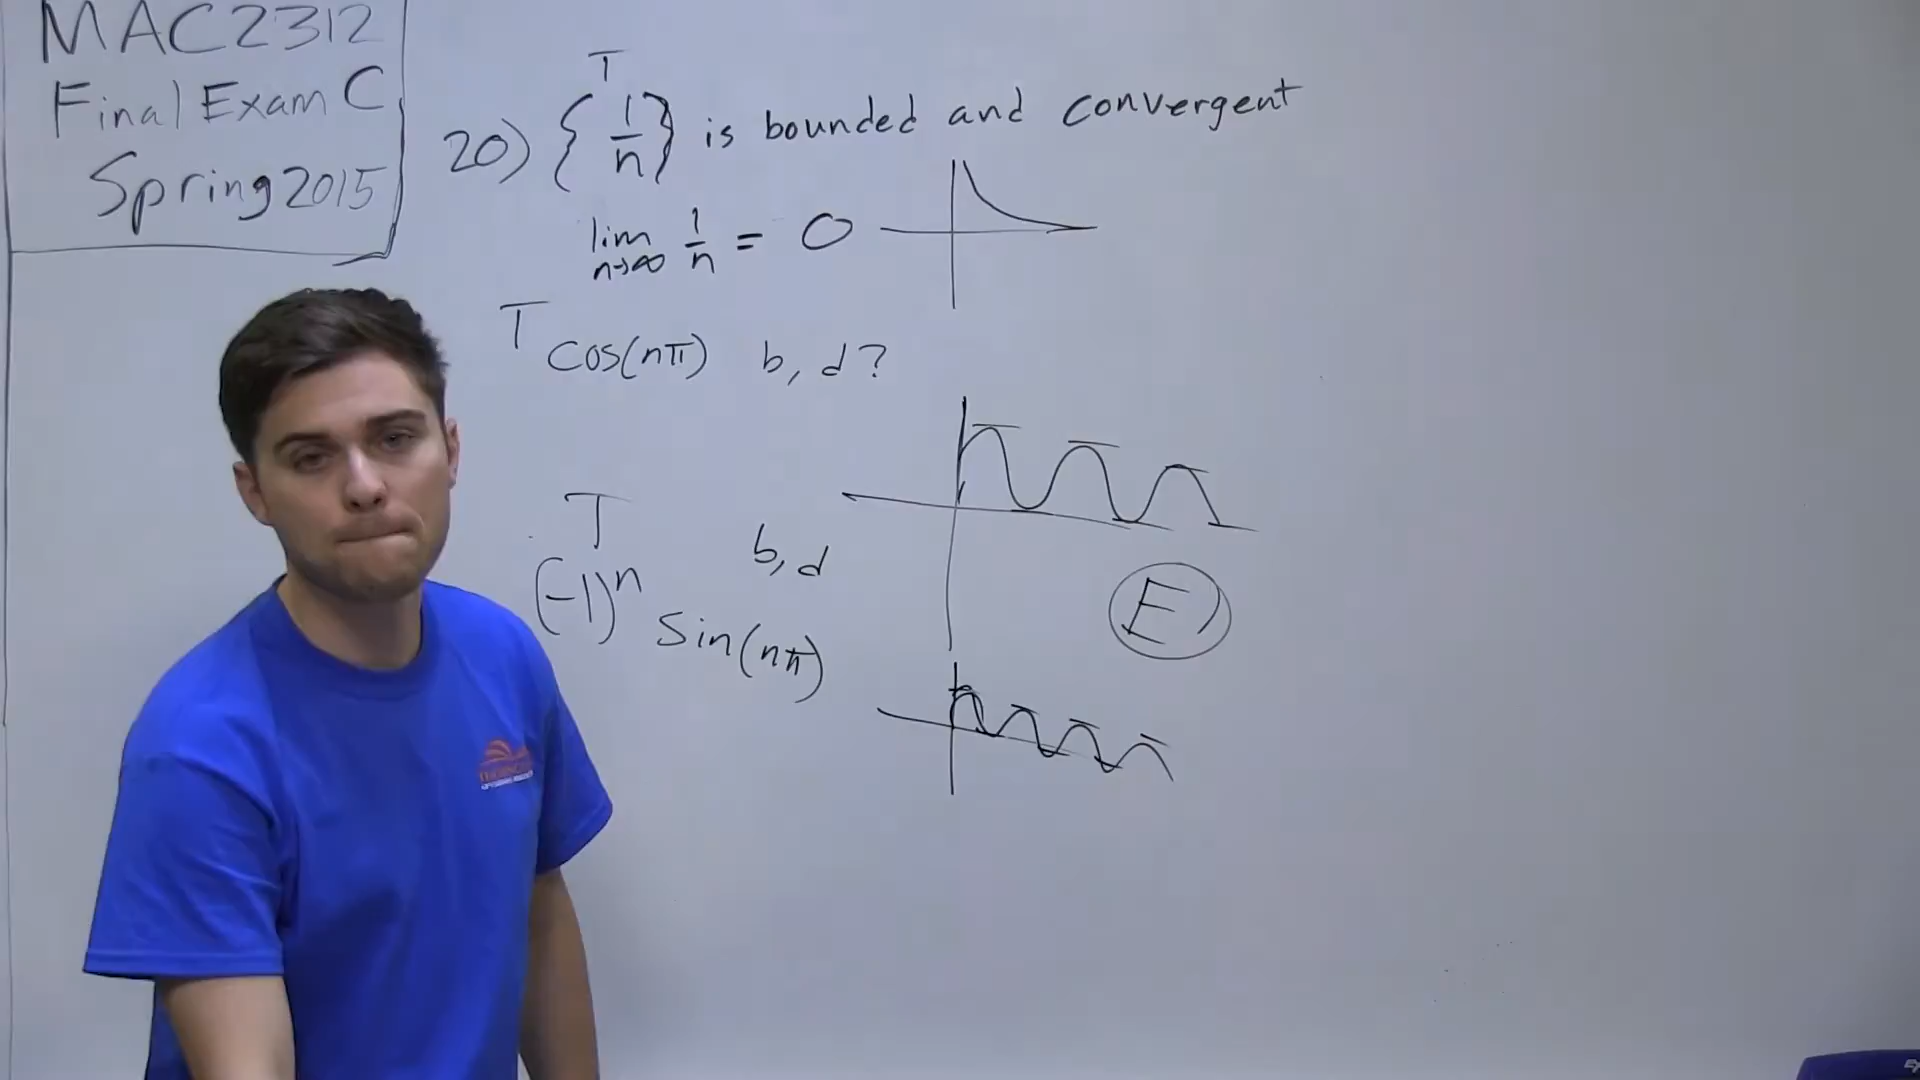 MAC2312
Final Exam C
Spring 2015
T
20) { 1/n } is bounded and convergent
lim n→∞ 1/n = 0
T
cos(nπ) b, d?
T
(-1)^n b, d
sin(nπ)
E